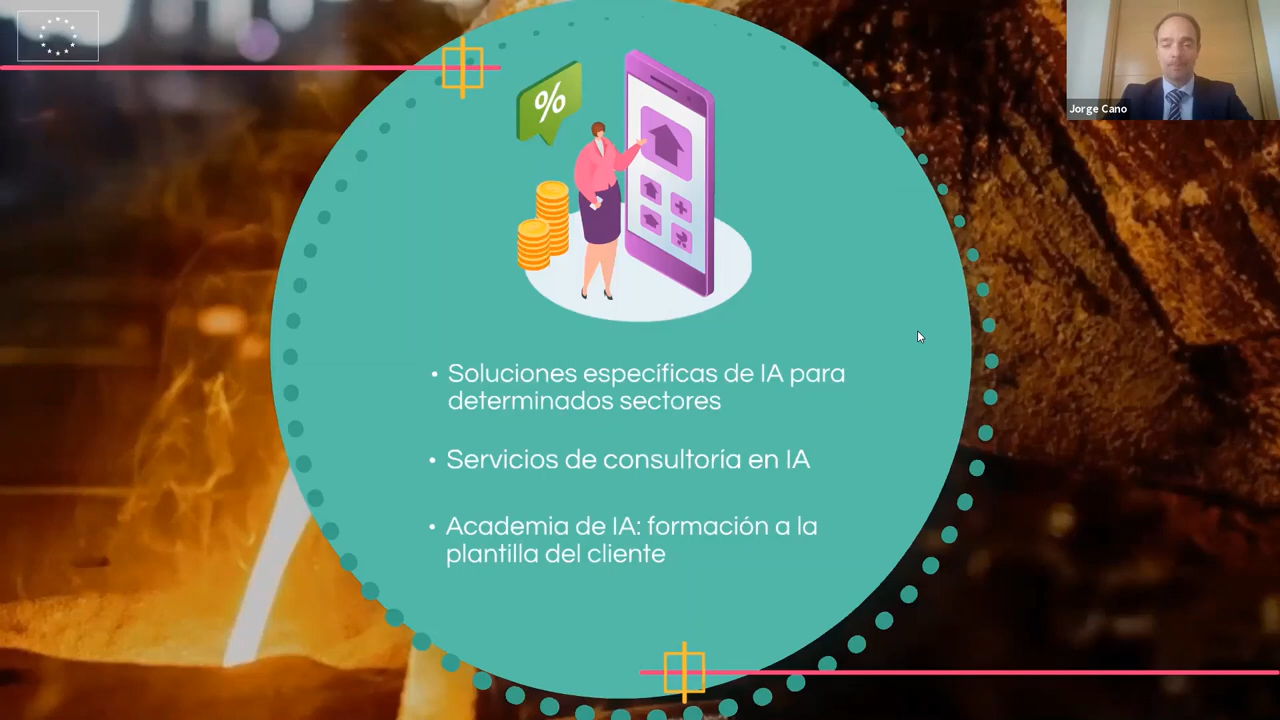 %
Jorge Cano
• Soluciones específicas de IA para
determinados sectores
• Servicios de consultoría en IA
• Academia de IA: formación a la
plantilla del cliente